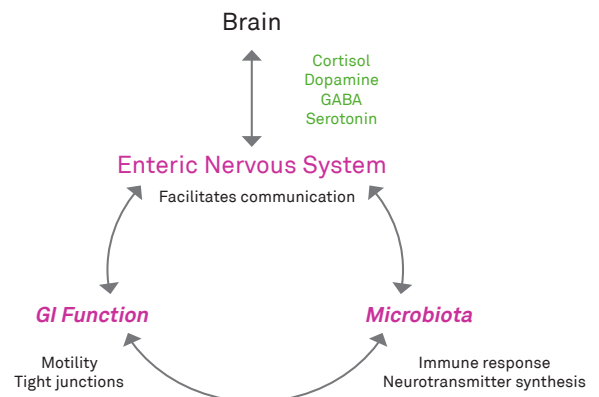 Brain
Cortisol
Dopamine
GABA
Serotonin
Enteric Nervous System
Facilitates communication
GI Function
Motility
Tight junctions
Microbiota
Immune response
Neurotransmitter synthesis